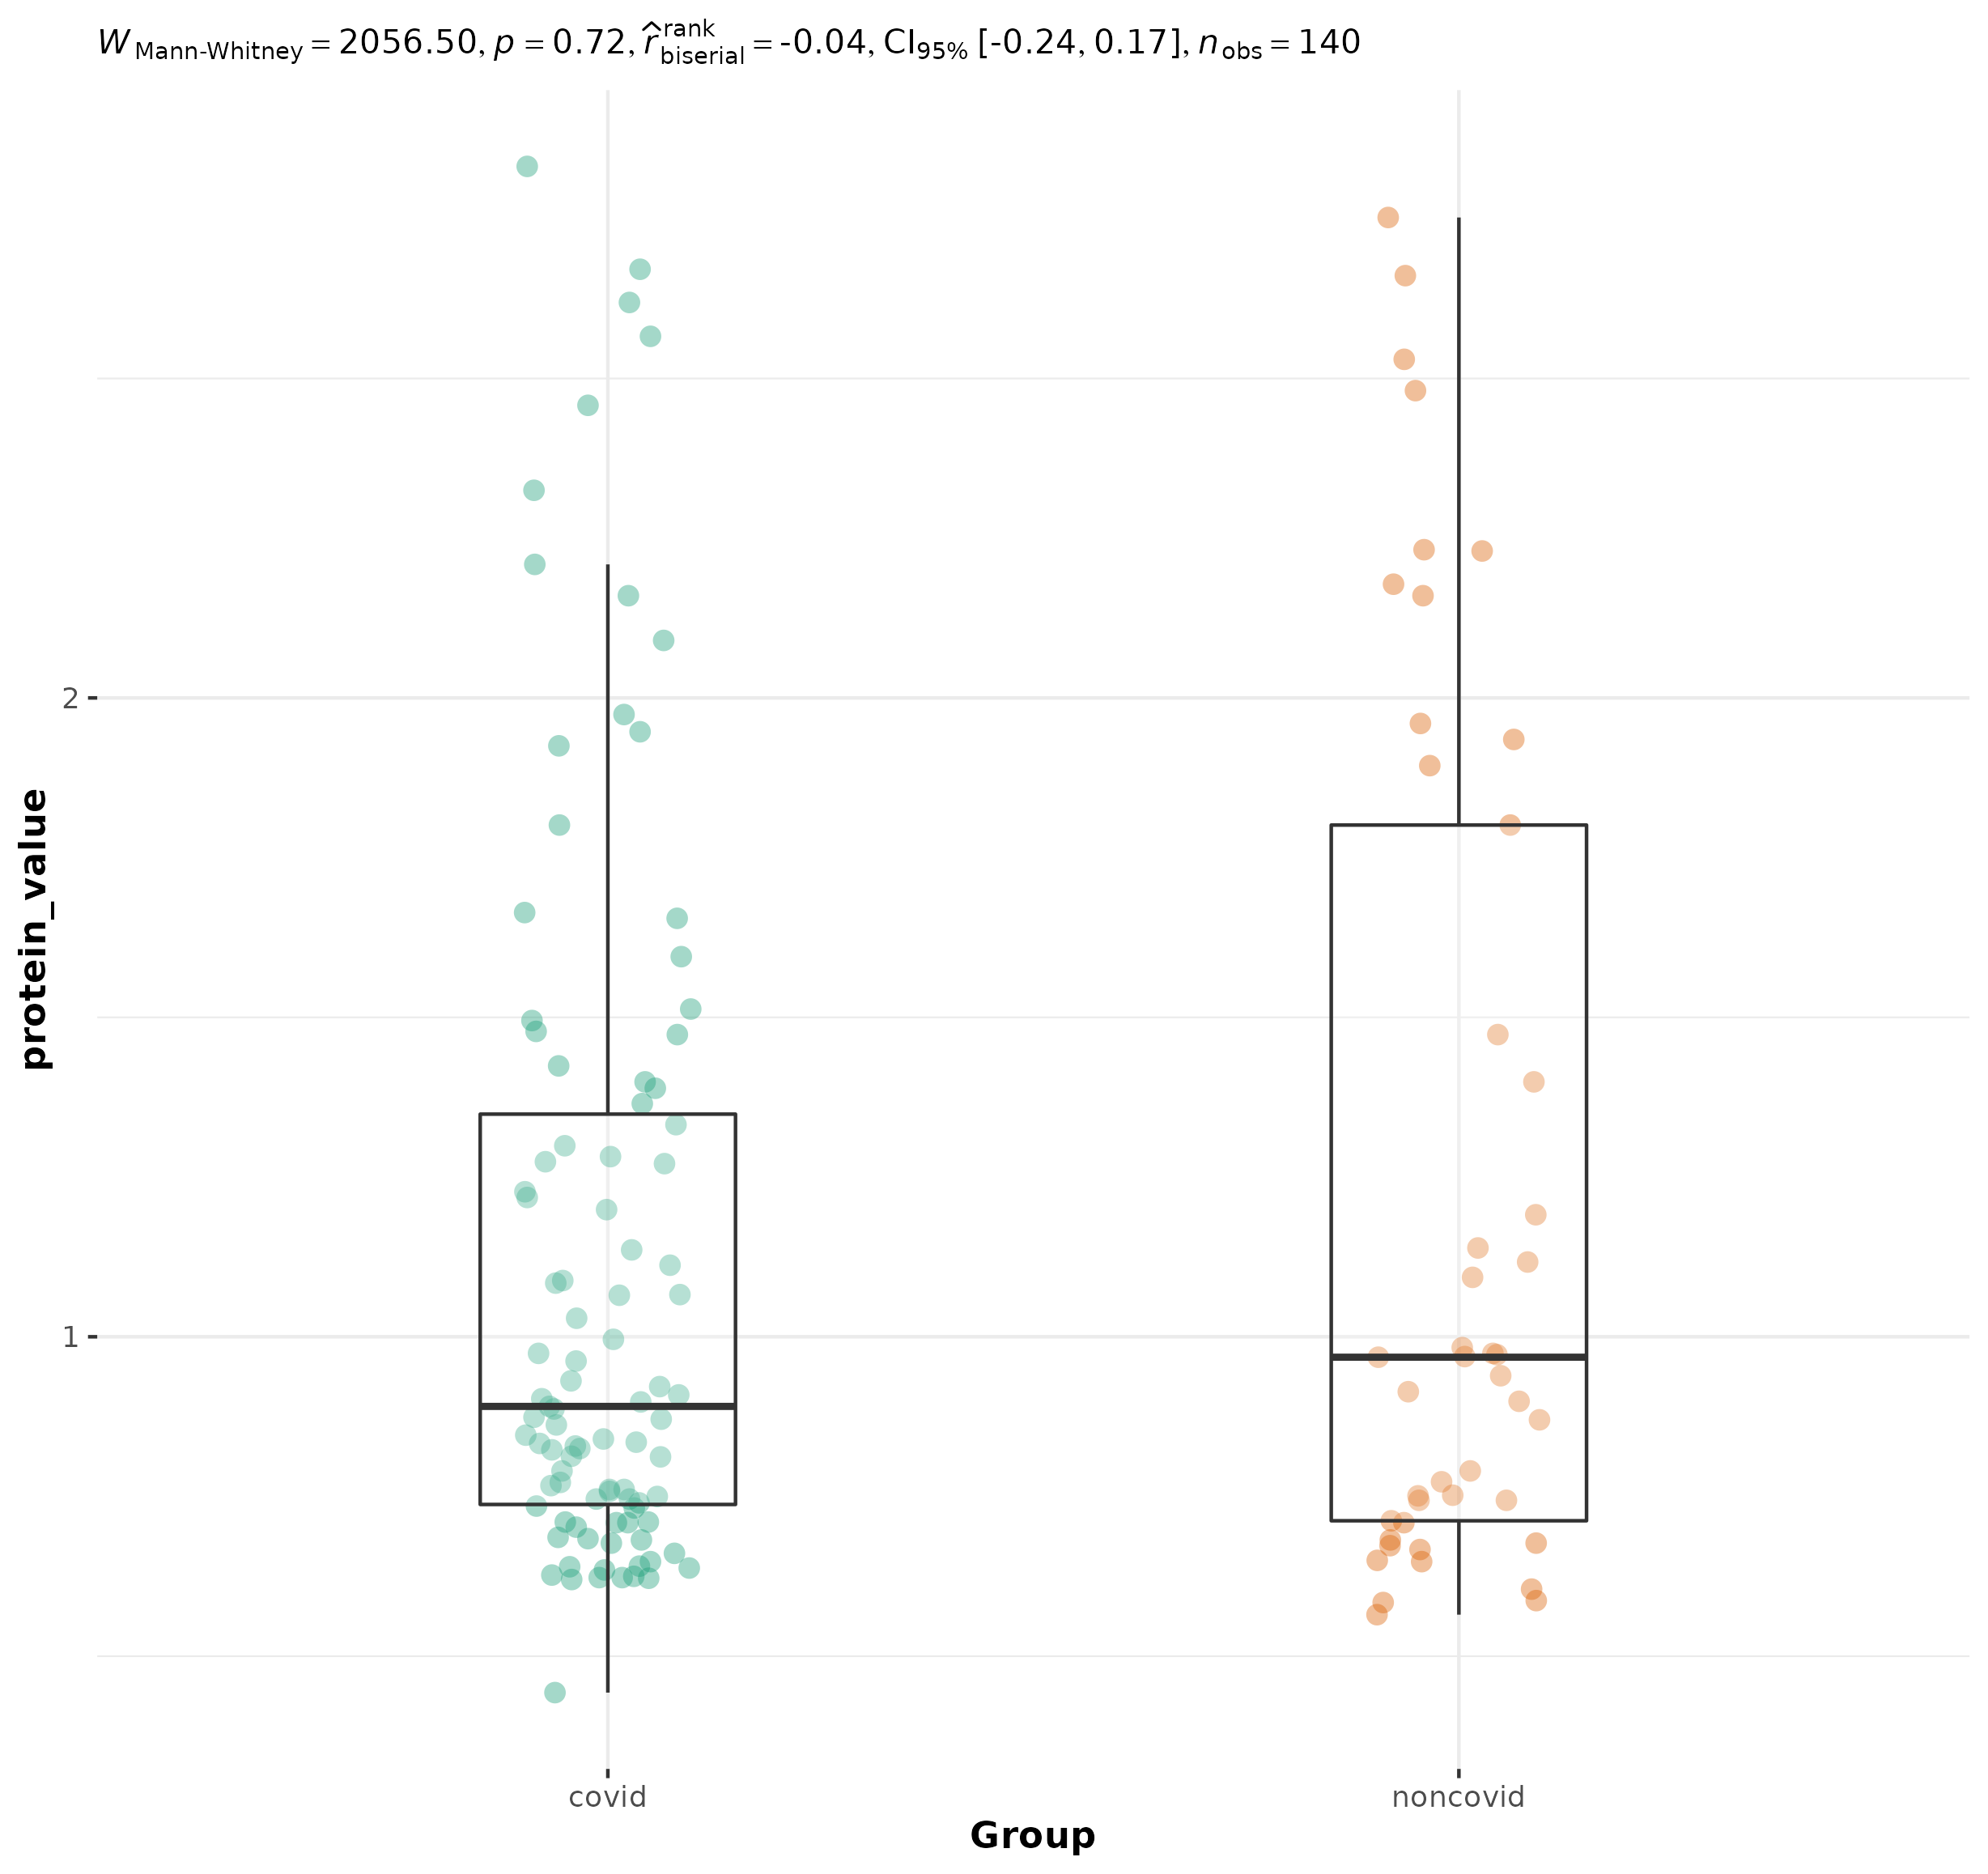 W Mann-Whitney = 2056.50, p = 0.72, r̂ rank biserial = -0.04, CI95% [-0.24, 0.17], nobs = 140
protein_value
2
1
covid noncovid
Group